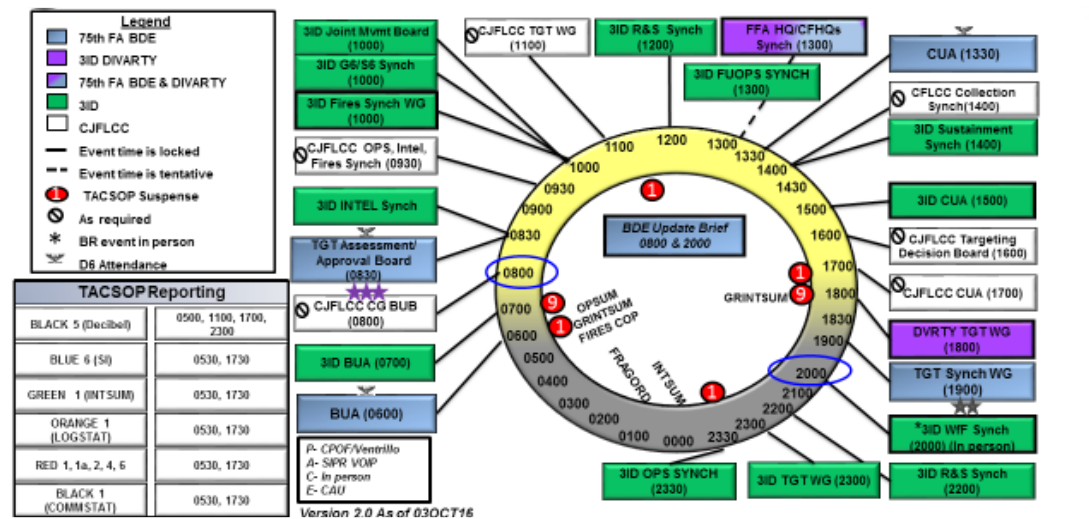 Legend
75th FA BDE
3ID DIVARTY
75th FA BDE & DIVARTY
3ID
CJFLCC
Event time is locked
Event time is tentative
1 TACSOP Suspense
As required
* BR event in person
D6 Attendance
TACSOP Reporting
BLACK 5 (Decibel)
0500, 1100, 1700,
2300
BLUE 6 (SI)
0530, 1730
GREEN 1 (INTSUM)
0530, 1730
ORANGE 1
(LOGSTAT)
0530, 1730
RED 1, 1a, 2, 4, 6
0530, 1730
BLACK 1
(COMMSTAT)
0530, 1730
3ID Joint Mvmt Board
(1000)
3ID G6/S6 Synch
(1000)
3ID Fires Synch WG
(1000)
CJFLCC OPS, Intel,
Fires Synch (0930)
3ID INTEL Synch
TGT Assessment/
Approval Board
(0830)
CJFLCC CG BUB
(0800)
3ID BUA (0700)
BUA (0600)
P- CPOF/Ventrillo
A- SIPR VOIP
C- In person
E- CAU
Version 2.0 As of 03OCT16
CJFLCC TGT WG
(1100)
3ID R&S Synch
(1200)
FFA HQ/CFHQs
Synch (1300)
3ID FUOPS SYNCH
(1300)
CUA (1330)
CFLCC Collection
Synch(1400)
3ID Sustainment
Synch (1400)
3ID CUA (1500)
CJFLCC Targeting
Decision Board (1600)
CJFLCC CUA (1700)
DVRTY TGT WG
(1800)
TGT Synch WG
(1900)
*3ID WfF Synch
(2000) (In person)
3ID R&S Synch
(2200)
3ID TGT WG (2300)
3ID OPS SYNCH
(2330)
1200
1300
1330
1400
1430
1500
1600
1700
1800
1830
1900
2000
2100
2200
2300
2330
0000
0100
0200
0300
0400
0500
0600
0700
0800
0830
0900
0930
1000
1100
1
BDE Update Brief
0800 & 2000
1
GRINTSUM 9
9 OPSUM
1 GRINTSUM
FIRES COP
FRAGORD
INTSUM
1